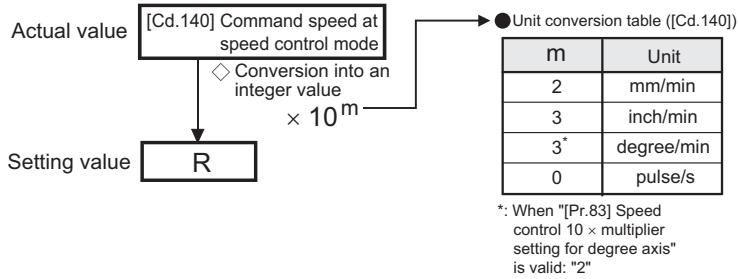 Actual value
[Cd.140] Command speed at
speed control mode
◇ Conversion into an
integer value
× 10^m
Setting value
R
●Unit conversion table ([Cd.140])
m Unit
2 mm/min
3 inch/min
3* degree/min
0 pulse/s
*: When "[Pr.83] Speed
control 10 × multiplier
setting for degree axis"
is valid: "2"